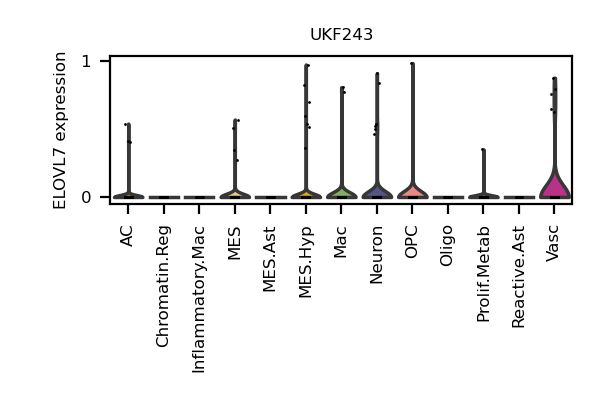 UKF243
ELOVL7 expression
1
0
AC
Chromatin.Reg
Inflammatory.Mac
MES
MES.Ast
MES.Hyp
Mac
Neuron
OPC
Oligo
Prolif.Metab
Reactive.Ast
Vasc